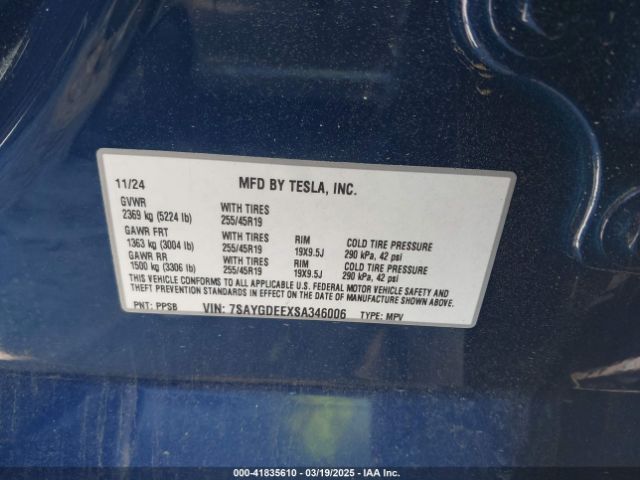 11/24 MFD BY TESLA, INC.
GVWR WITH TIRES
2369 kg (5224 lb) 255/45R19
GAWR FRT WITH TIRES RIM COLD TIRE PRESSURE
1363 kg (3004 lb) 255/45R19 19X9.5J 290 kPa, 42 psi
GAWR RR WITH TIRES RIM COLD TIRE PRESSURE
1500 kg (3306 lb) 255/45R19 19X9.5J 290 kPa, 42 psi
THIS VEHICLE CONFORMS TO ALL APPLICABLE U.S. FEDERAL MOTOR VEHICLE SAFETY AND
THEFT PREVENTION STANDARDS IN EFFECT ON THE DATE OF MANUFACTURE SHOWN ABOVE.
PNT: PPSB VIN: 7SAYGDEEXSA346006 TYPE: MPV
000-41835610 - 03/19/2025 - IAA Inc.